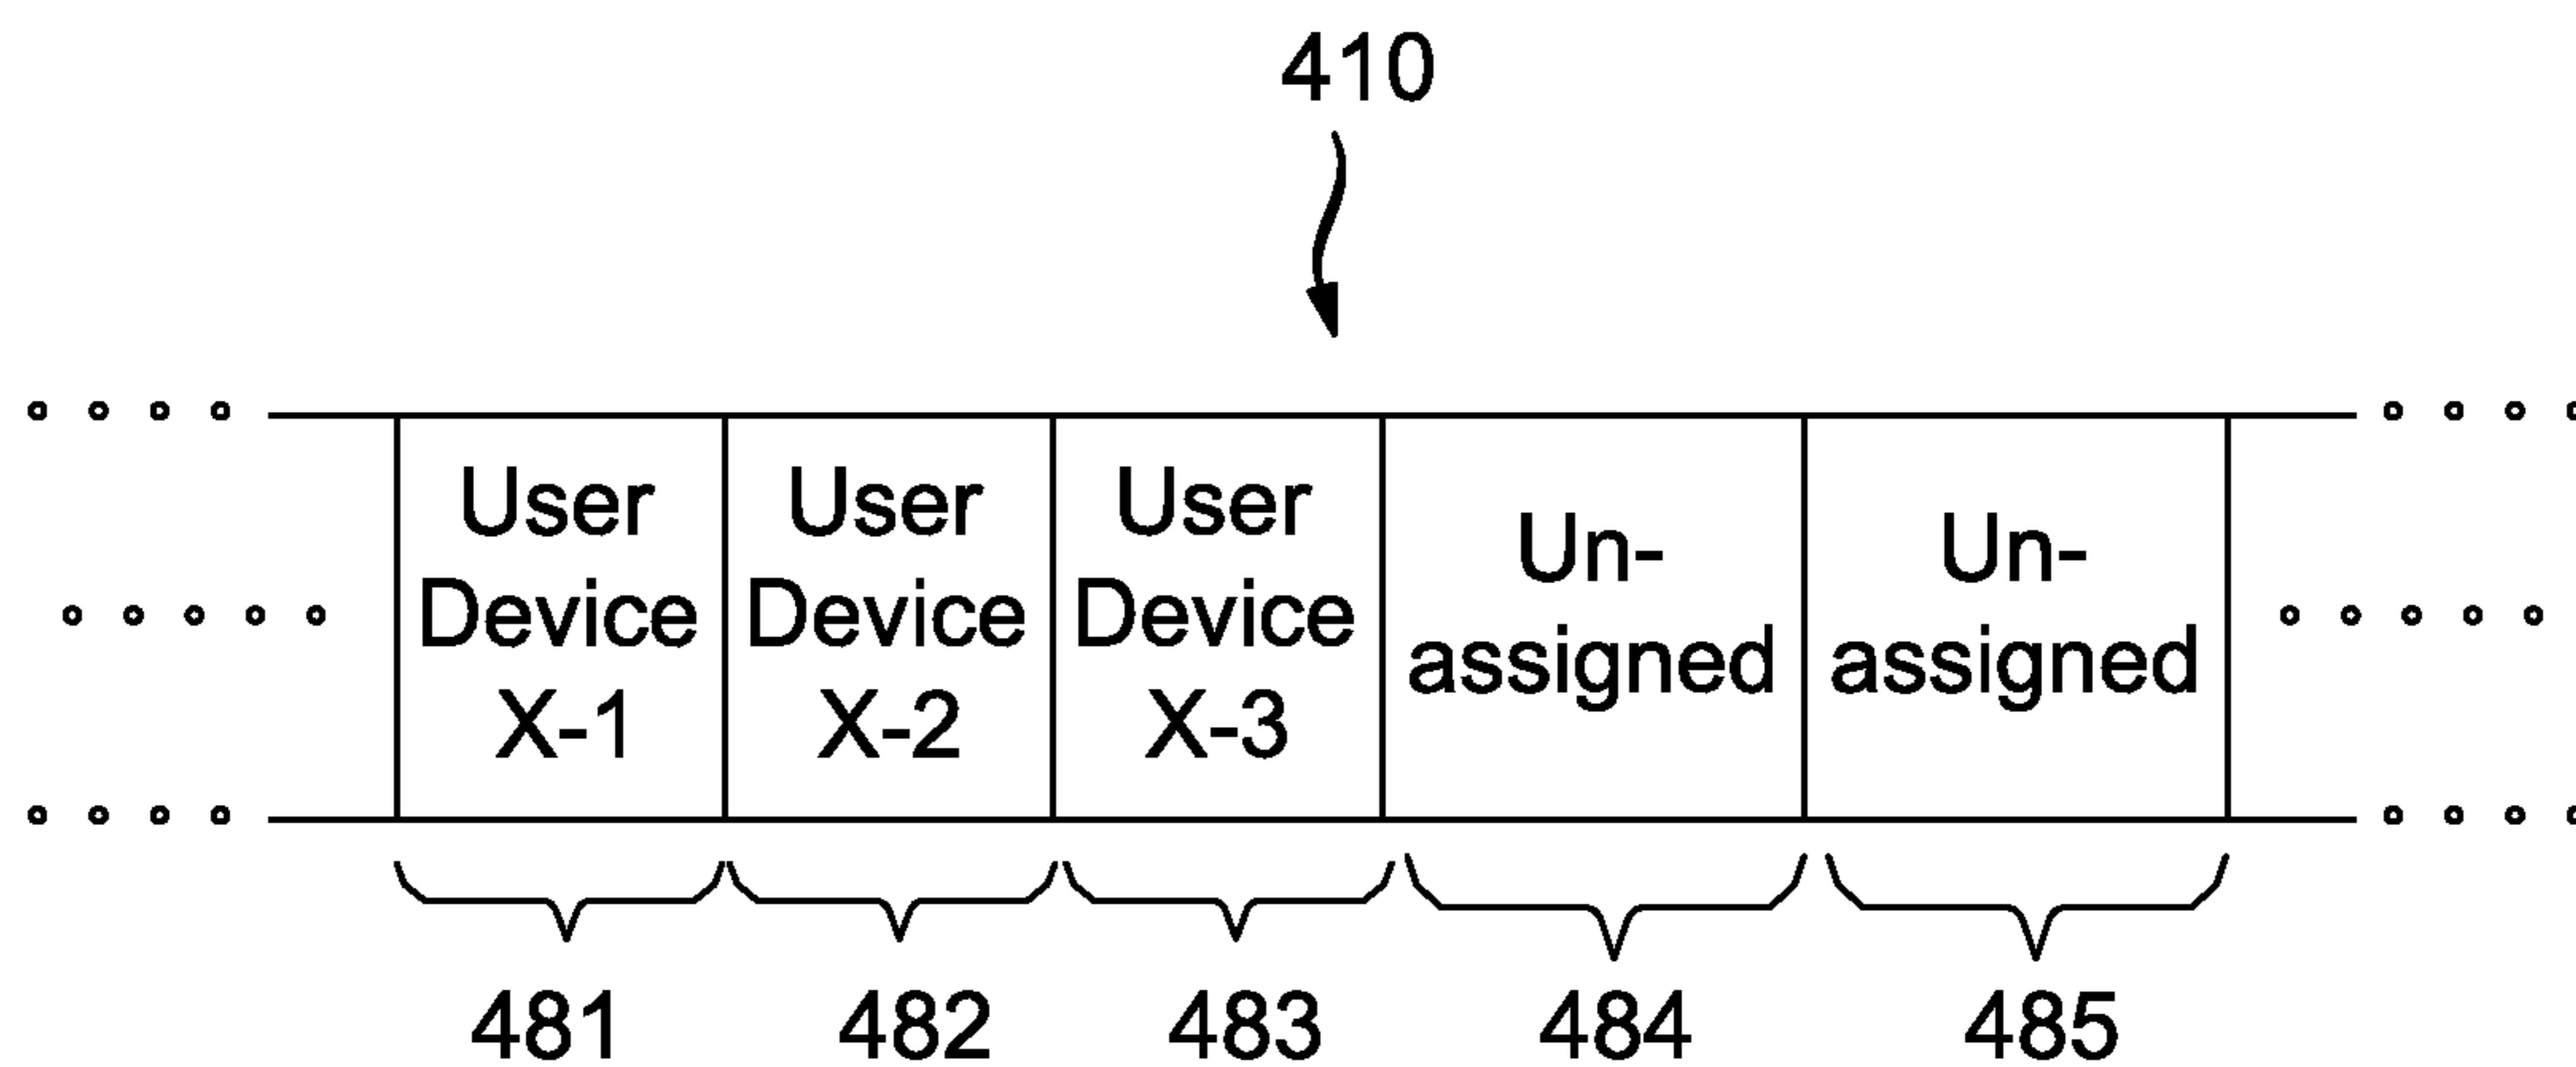 410
User Device X-1
User Device X-2
User Device X-3
Un-
assigned
Un-
assigned
481 482 483 484 485